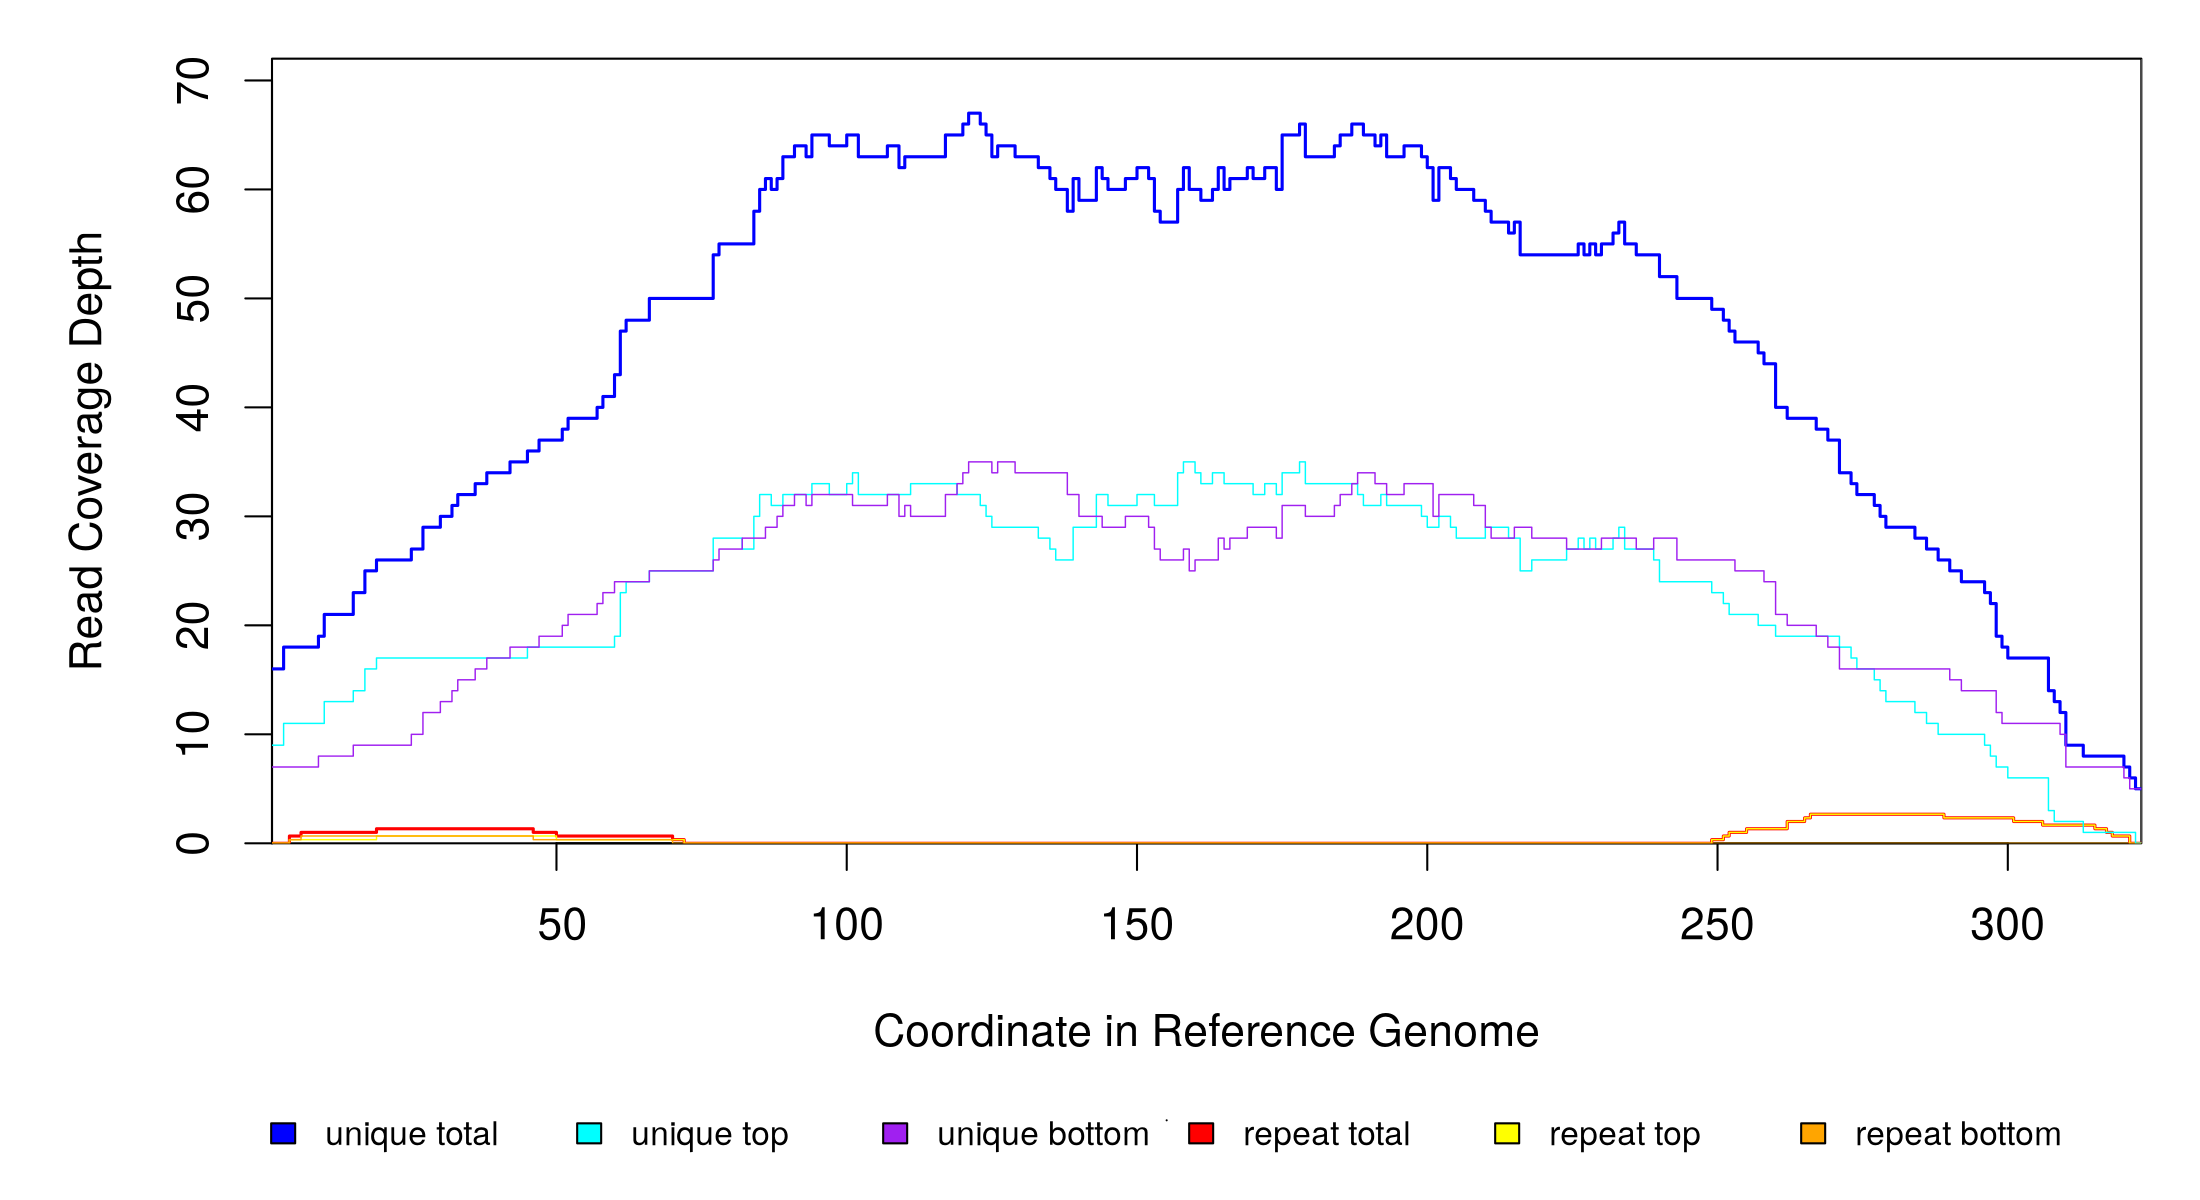 70
60
50
40
30
20
10
0
Read Coverage Depth
50 100 150 200 250 300
Coordinate in Reference Genome
unique total unique top unique bottom repeat total repeat top repeat bottom